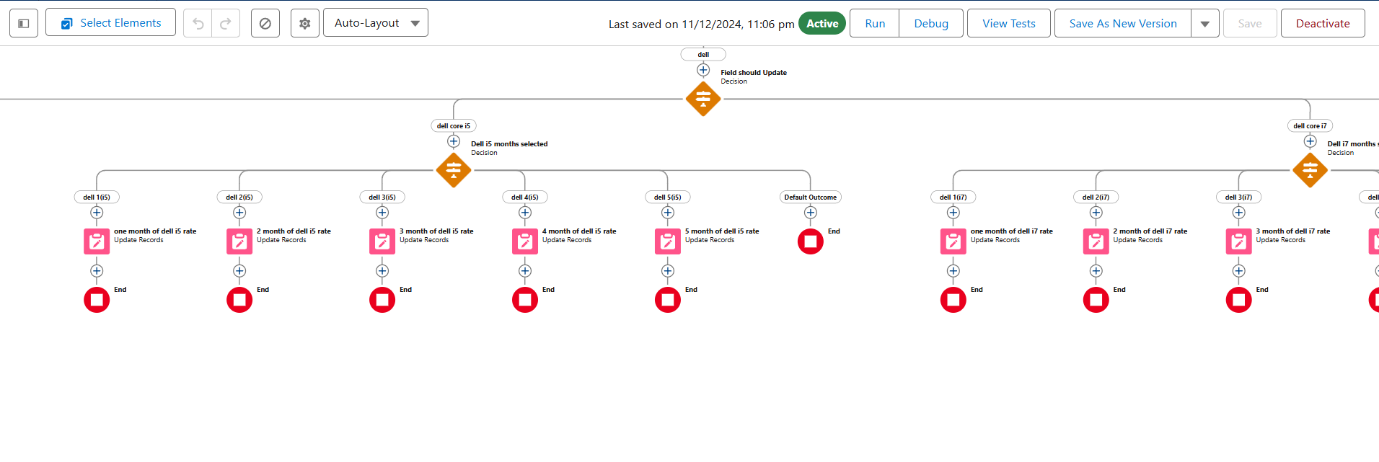 Select Elements
Auto-Layout
Last saved on 11/12/2024, 11:06 pm
Active
Run
Debug
View Tests
Save As New Version
Save
Deactivate
dell
Field should Update
Decision
dell core i5
Dell i5 months selected
Decision
dell core i7
Dell i7 months
Decision
dell 1(i5)
dell 2(i5)
dell 3(i5)
dell 4(i5)
dell 5(i5)
Default Outcome
dell 1(i7)
dell 2(i7)
dell 3(i7)
one month of dell i5 rate
Update Records
2 month of dell i5 rate
Update Records
3 month of dell i5 rate
Update Records
4 month of dell i5 rate
Update Records
5 month of dell i5 rate
Update Records
End
one month of dell i7 rate
Update Records
2 month of dell i7 rate
Update Records
3 month of dell i7 rate
Update Records
End
End
End
End
End
End
End
End